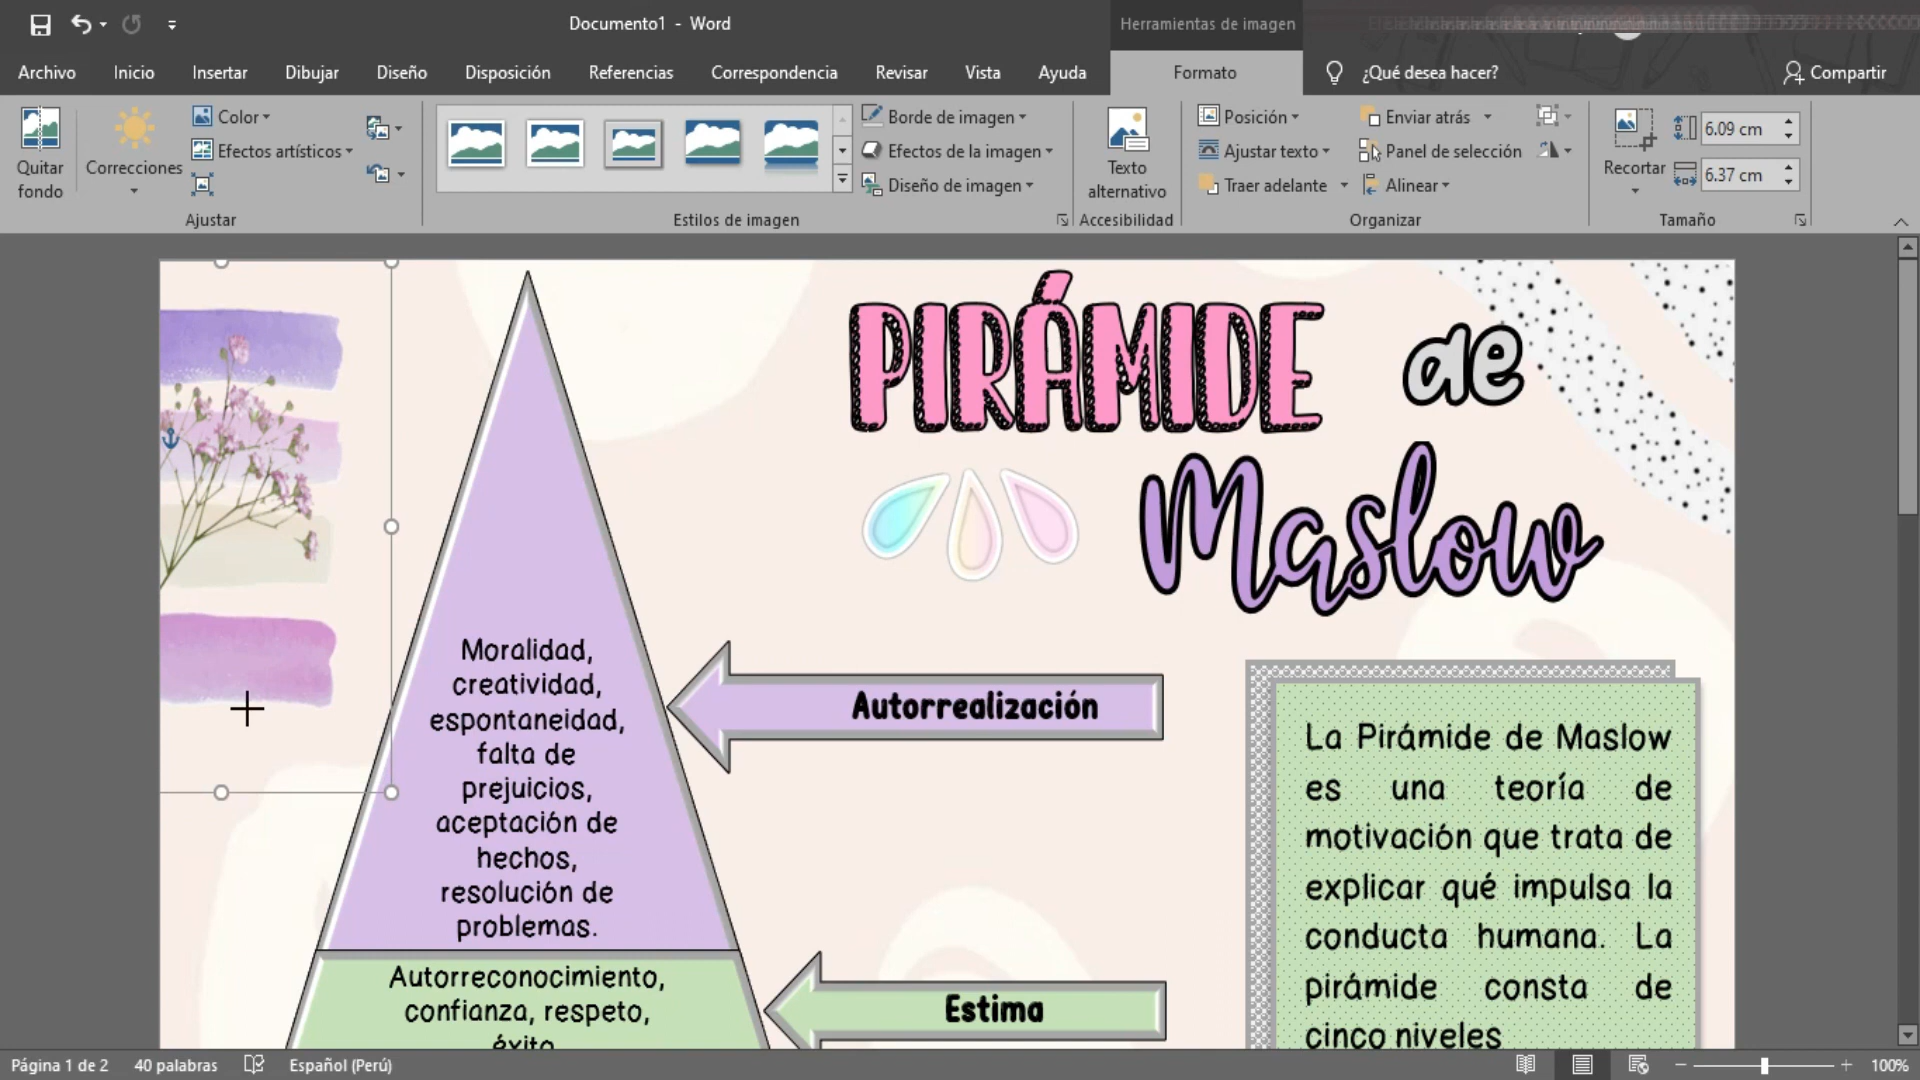 Documento1 - Word
Herramientas de imagen
Archivo Inicio Insertar Dibujar Diseño Disposición Referencias Correspondencia Revisar Vista Ayuda Formato ¿Qué desea hacer? Compartir
Quitar fondo
Correcciones
Color
Efectos artísticos
Ajustar
Estilos de imagen
Borde de imagen
Efectos de la imagen
Diseño de imagen
Texto alternativo
Accesibilidad
Posición
Ajustar texto
Traer adelante
Enviar atrás
Panel de selección
Alinear
Organizar
Recortar
6.09 cm
6.37 cm
Tamaño
PIRÁMIDE de
Maslow
Moralidad,
creatividad,
espontaneidad,
falta de
prejuicios,
aceptación de
hechos,
resolución de
problemas.
Autorrealización
Autorreconocimiento,
confianza, respeto,
éxito
Estima
La Pirámide de Maslow
es una teoría de
motivación que trata de
explicar qué impulsa la
conducta humana. La
pirámide consta de
cinco niveles
Página 1 de 2 40 palabras Español (Perú) 100%